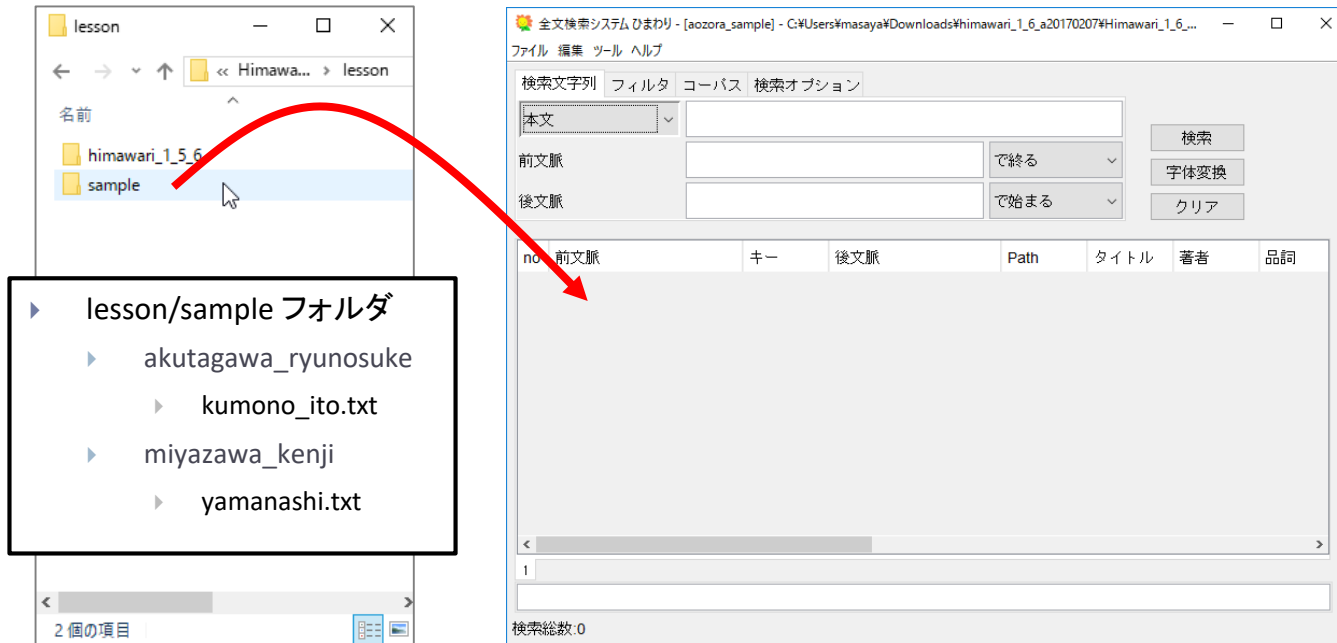 lesson
« Himawa... › lesson
名前
himawari_1_5_6
sample
lesson/sample フォルダ
akutagawa_ryunosuke
kumono_ito.txt
miyazawa_kenji
yamanashi.txt
2 個の項目
全文検索システム ひまわり - [aozora_sample] - C:¥Users¥masaya¥Downloads¥himawari_1_6_a20170207¥Himawari_1_6_...
ファイル 編集 ツール ヘルプ
検索文字列 フィルタ コーパス 検索オプション
本文
検索
前文脈 で終る
字体変換
後文脈 で始まる
クリア
no 前文脈 キー 後文脈 Path タイトル 著者 品詞
1
検索総数:0